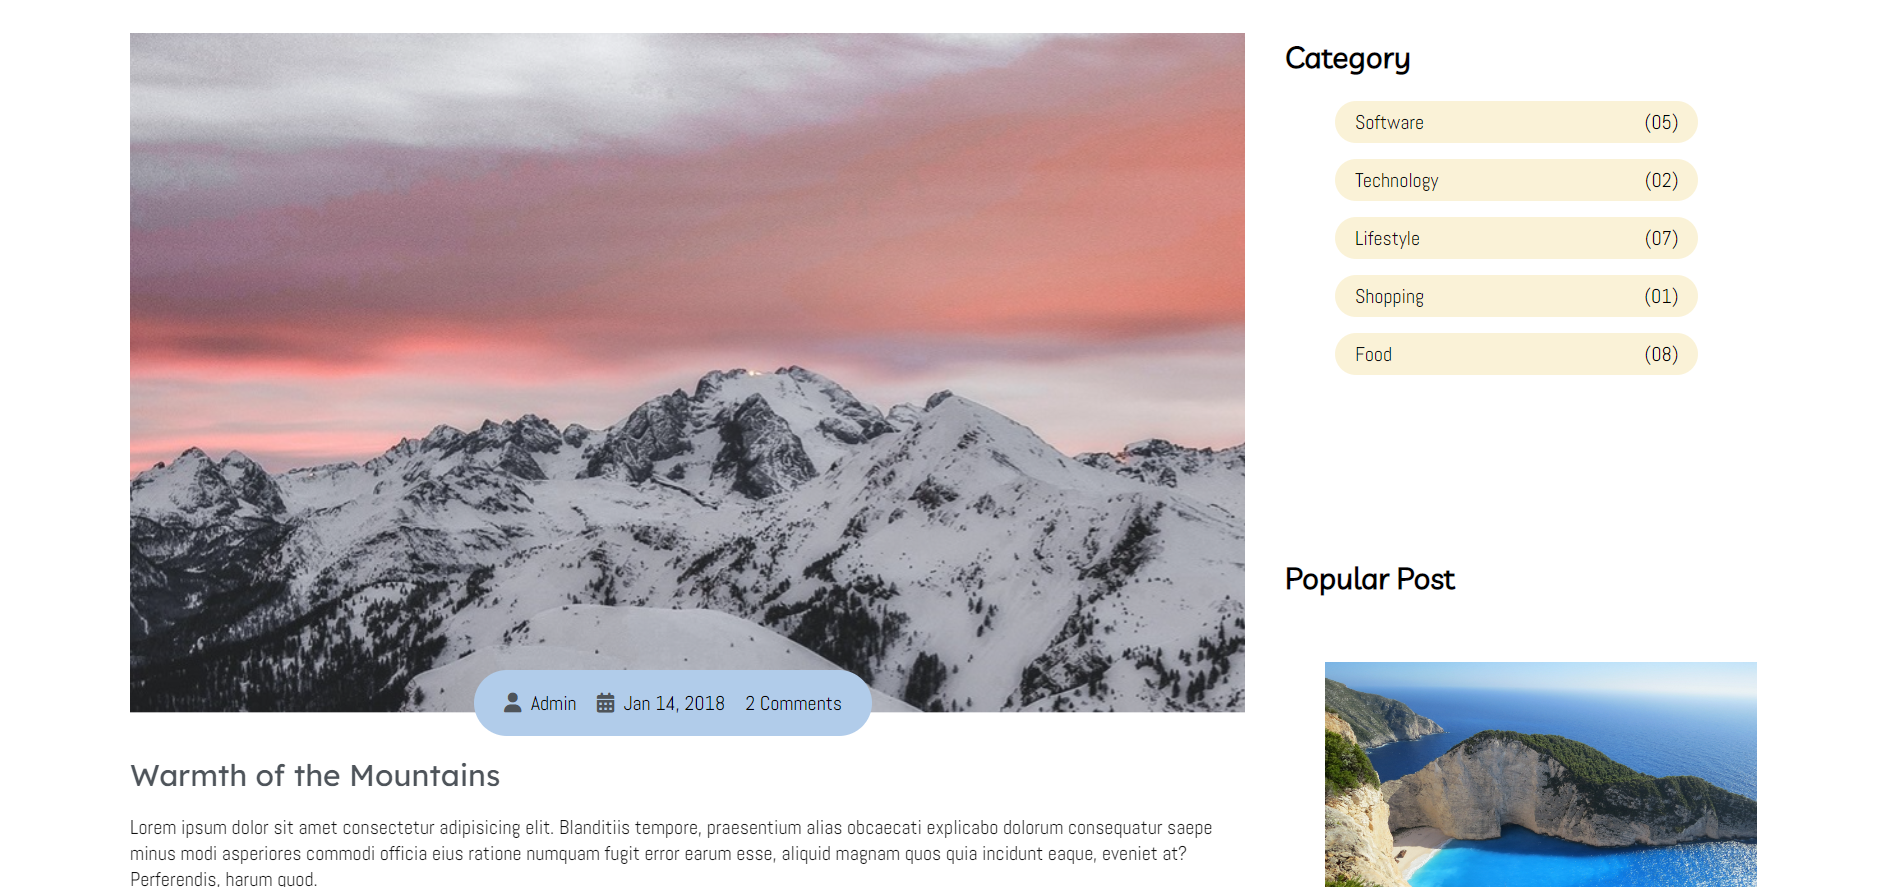 Category
Software (05)
Technology (02)
Lifestyle (07)
Shopping (01)
Food (08)
Popular Post
Admin Jan 14, 2018 2 Comments
Warmth of the Mountains
Lorem ipsum dolor sit amet consectetur adipisicing elit. Blanditiis tempore, praesentium alias obcaecati explicabo dolorum consequatur saepe
minus modi asperiores commodi officia eius ratione numquam fugit error earum esse, aliquid magnam quos quia incidunt eaque, eveniet at?
Perferendis, harum quod.